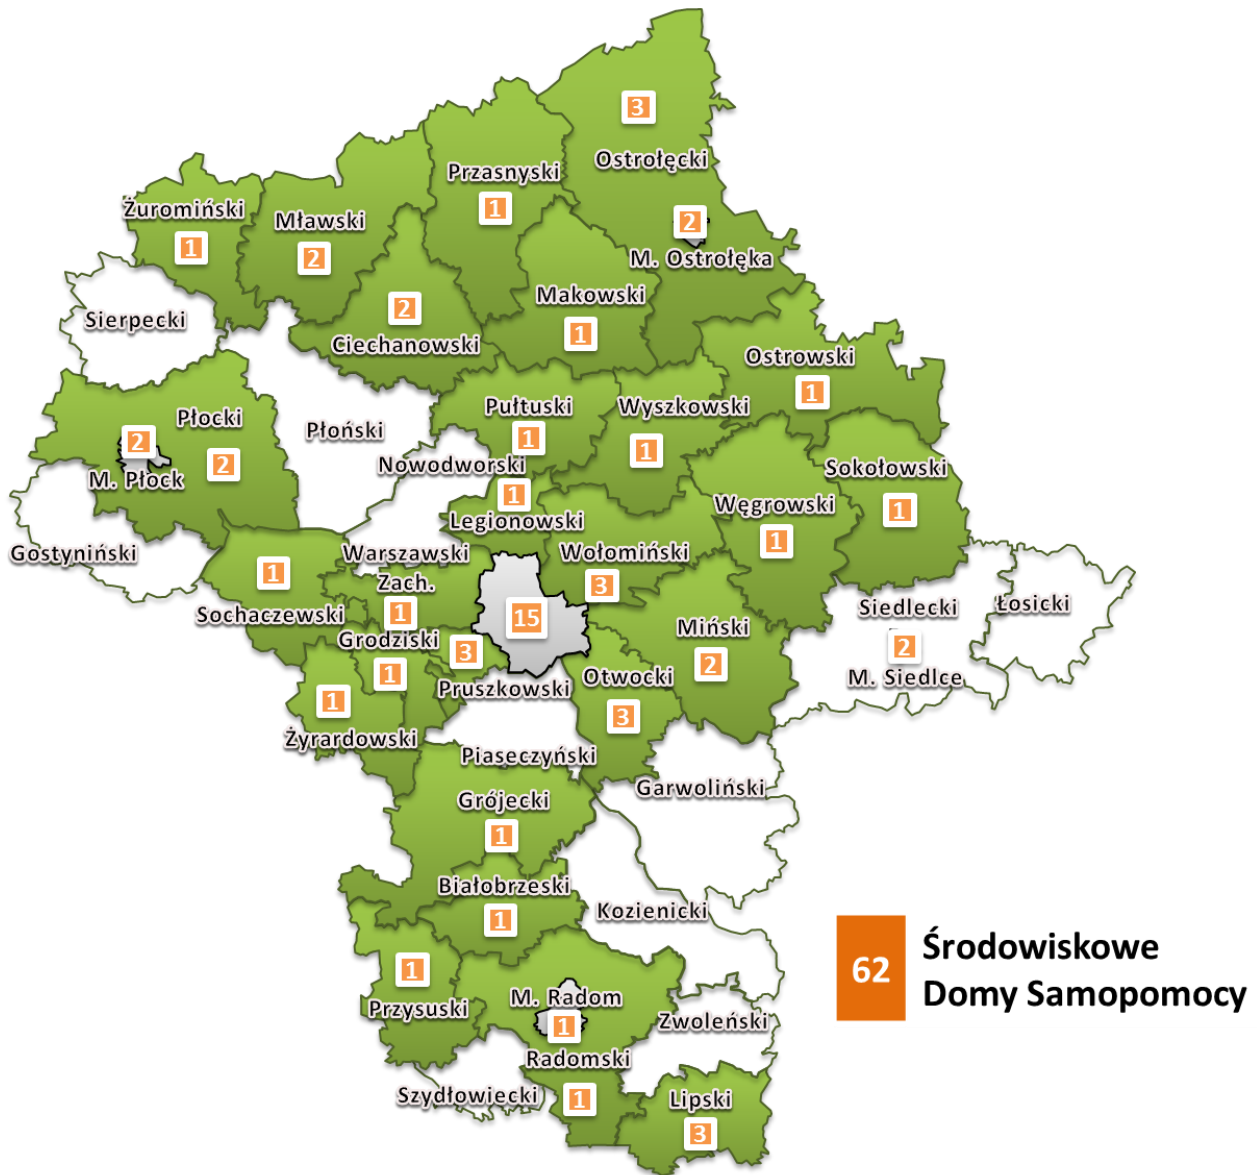 3
Ostrołęcki
Przasnyski
1
Żuromiński
1
Mławski
2
2
M. Ostrołęka
Makowski
1
2
Ciechanowski
Sierpecki
Ostrowski
1
Płocki
2
2
M. Płock
Płoński
Pułtuski
1
Wyszkowski
1
Nowodworski
Sokołowski
1
1
Legionowski
Węgrowski
1
Gostyniński
Warszawski
Zach.
1
Wołomiński
3
1
Sochaczewski
15
Siedlecki
2
M. Siedlce
Łosicki
Grodziski
1
3
Pruszkowski
Miński
2
Otwocki
3
1
Żyrardowski
Piaseczyński
Garwoliński
Grójecki
1
Białobrzeski
1
Kozienicki
62
Środowiskowe
Domy Samopomocy
1
Przysuski
M. Radom
1
Zwoleński
Radomski
1
Szydłowiecki
Lipski
3